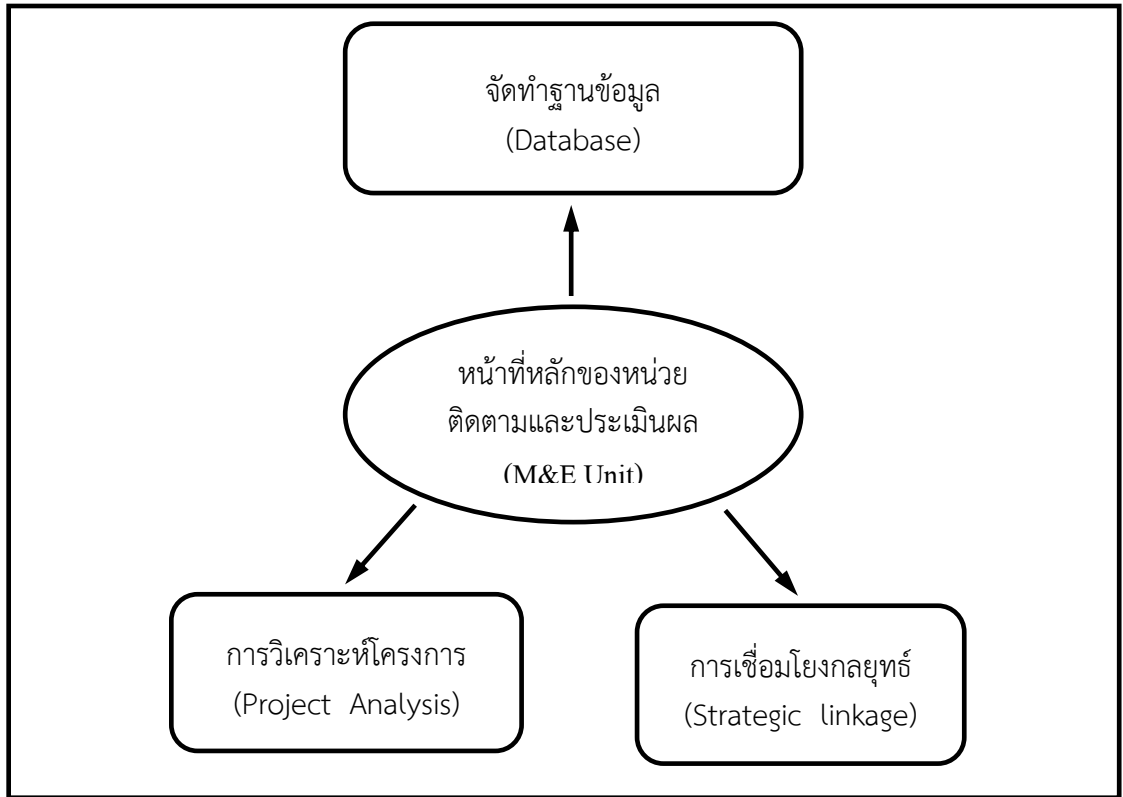 จัดทำฐานข้อมูล
(Database)
หน้าที่หลักของหน่วย
ติดตามและประเมินผล
(M&E Unit)
การวิเคราะห์โครงการ
(Project Analysis)
การเชื่อมโยงกลยุทธ์
(Strategic linkage)